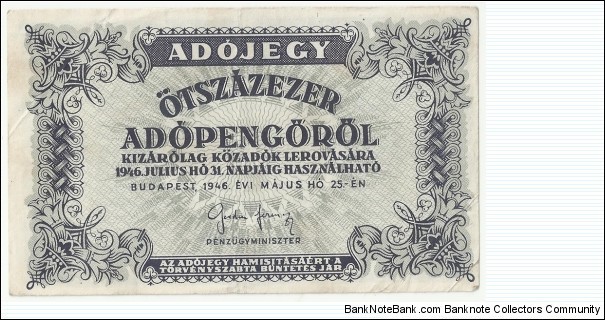 ADÓJEGY
ÖTSZÁZEZER
ADÓPENGŐRŐL
KIZÁRÓLAG KÖZADÓK LEROVÁSÁRA
1946. JULIUS HÓ 31. NAPJÁIG HASZNÁLHATÓ
BUDAPEST, 1946. ÉVI MÁJUS HÓ 25.-ÉN
PÉNZÜGYMINISZTER
AZ ADÓJEGY HAMISITÁSÁÉRT A
TÖRVÉNYSZABTA BÜNTETÉS JÁR
BankNoteBank.com Banknote Collectors Community